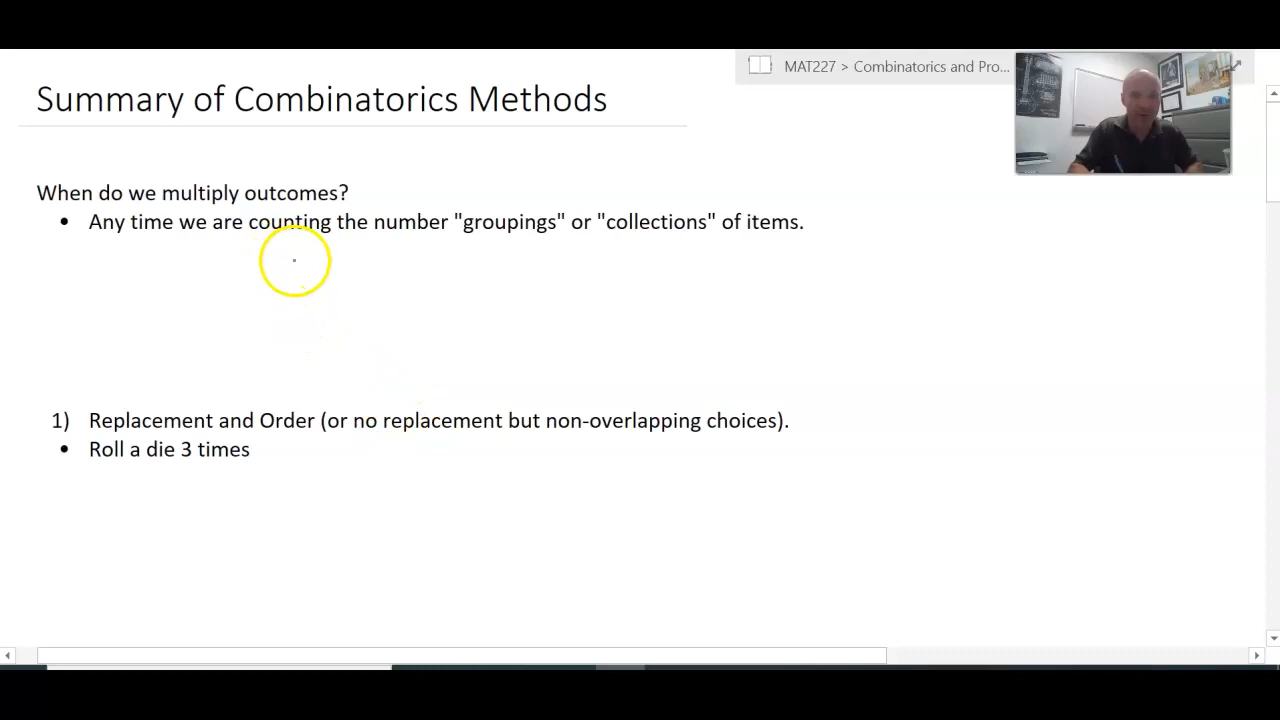 MAT227 > Combinatorics and Pro...
Summary of Combinatorics Methods
When do we multiply outcomes?
• Any time we are counting the number "groupings" or "collections" of items.
1) Replacement and Order (or no replacement but non-overlapping choices).
• Roll a die 3 times